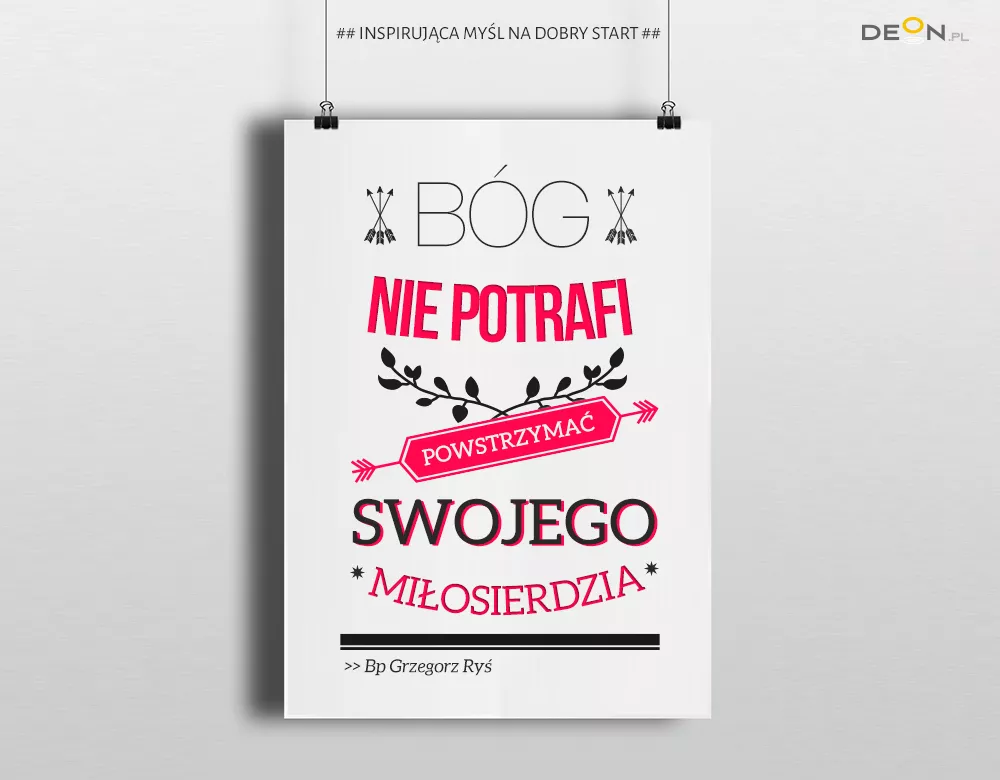 ## INSPIRUJĄCA MYŚL NA DOBRY START ##
DEON.PL
BÓG
NIE POTRAFI
POWSTRZYMAĆ
SWOJEGO
* MIŁOSIERDZIA *
>> Bp Grzegorz Ryś